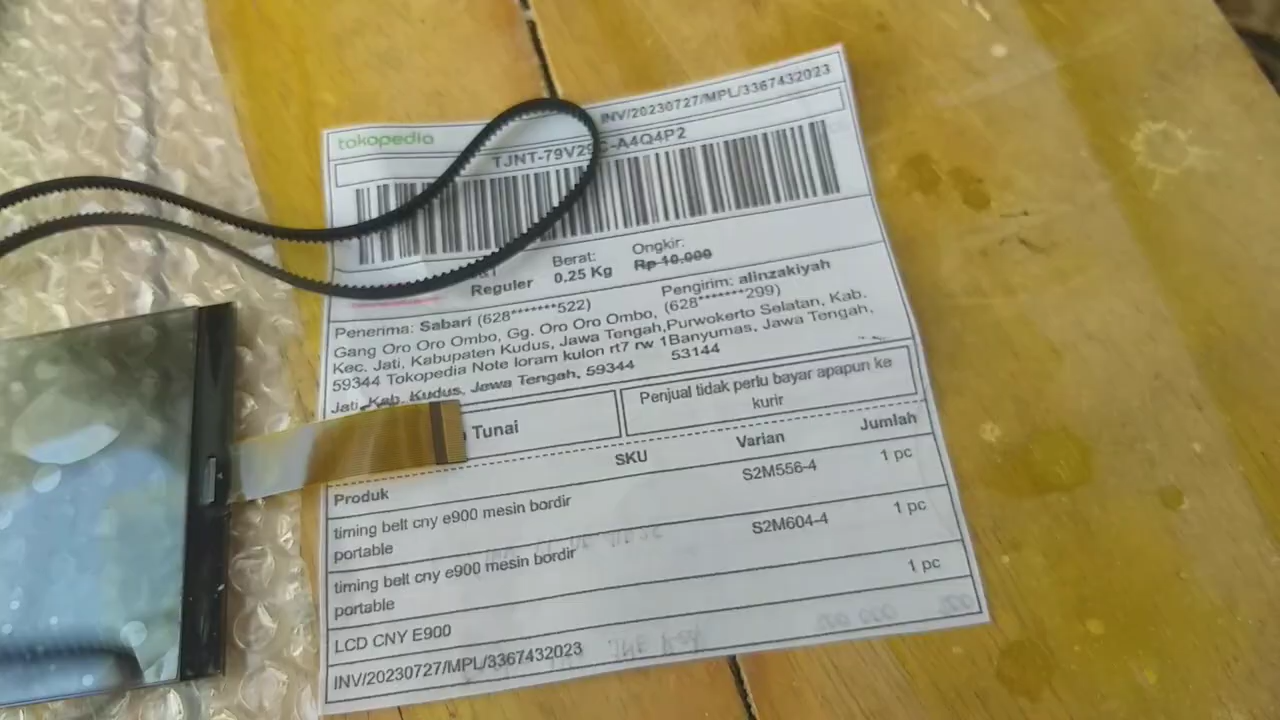 tokopedia
INV/20230727/MPL/3367432023
Reguler
Berat:
0.25 Kg
Ongkir:
Rp 10.000
Penerima: Sabari (628*******522)
Gang Oro Oro Ombo, Gg. Oro Oro Ombo,
Kec. Jati, Kabupaten Kudus, Jawa Tengah,
59344 Tokopedia Note loram kulon rt7 rw 1
Jati, Kab. Kudus, Jawa Tengah, 59344
Pengirim: alinzakiyah
(628*******299)
Purwokerto Selatan, Kab.
Banyumas, Jawa Tengah,
53144
Tunai
Penjual tidak perlu bayar apapun ke
kurir
Produk
SKU
Varian
Jumlah
timing belt cny e900 mesin bordir
portable
S2M556-4
1 pc
timing belt cny e900 mesin bordir
portable
S2M604-4
1 pc
LCD CNY E900
1 pc
INV/20230727/MPL/3367432023